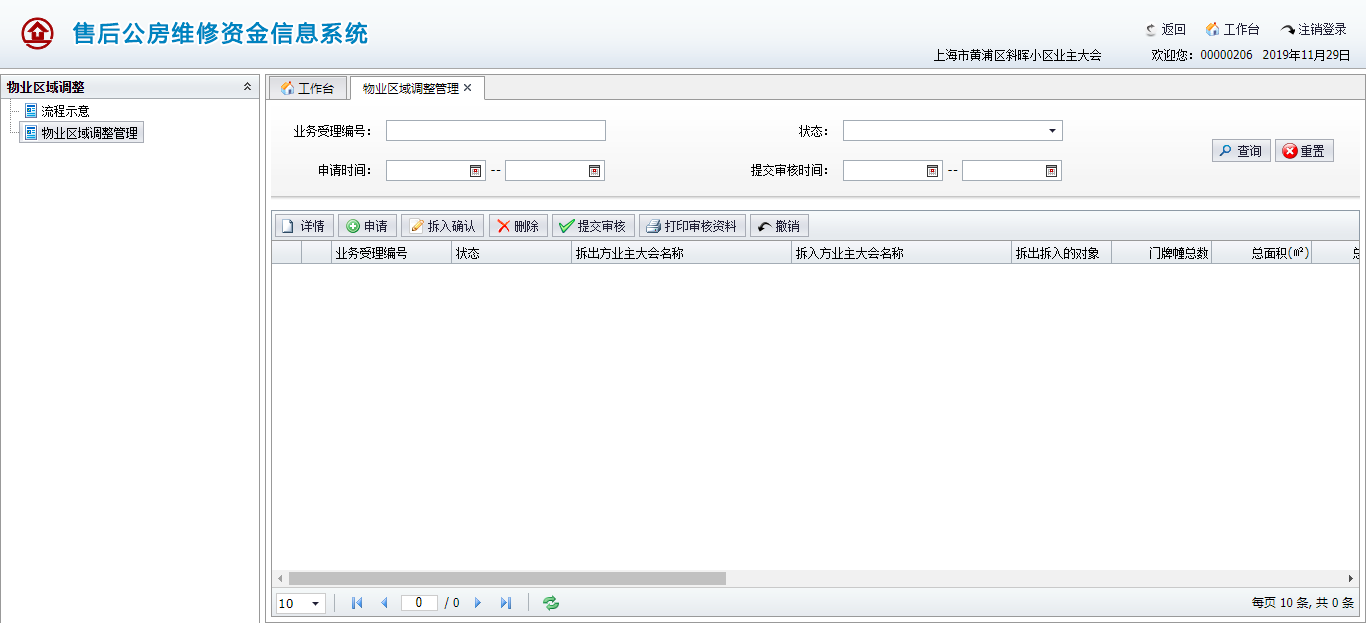 售后公房维修资金信息系统
返回 工作台 注销登录
上海市黄浦区斜晖小区业主大会 欢迎您：00000206 2019年11月29日
物业区域调整
流程示意
物业区域调整管理
工作台 物业区域调整管理 ×
业务受理编号： 状态：
申请时间： -- 提交审核时间： --
查询 重置
详情 申请 拆入确认 删除 提交审核 打印审核资料 撤销
业务受理编号 状态 拆出方业主大会名称 拆入方业主大会名称 拆出拆入的对象 门牌幢总数 总面积(㎡) 总
10 0 / 0 每页 10 条, 共 0 条